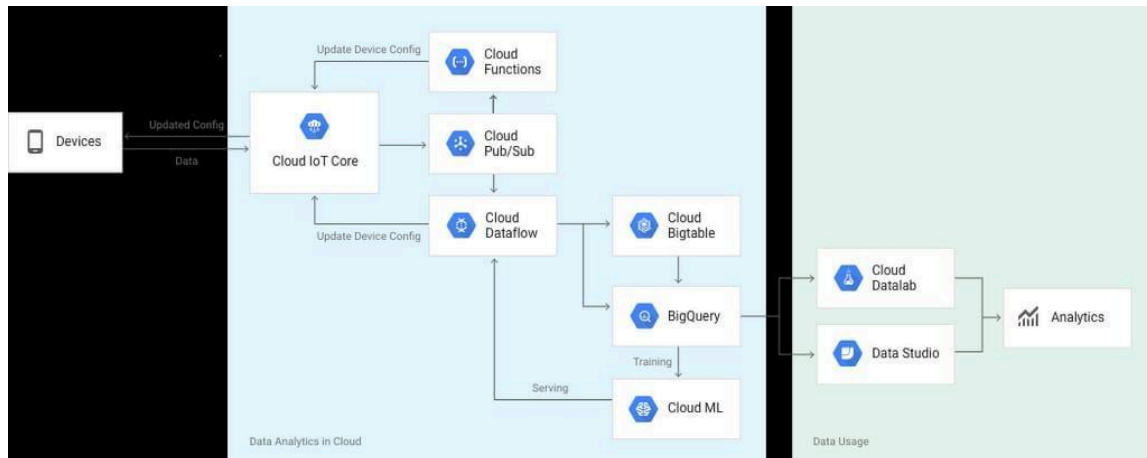 Update Device Config
Cloud
Functions
Devices
Updated Config
Data
Cloud IoT Core
Cloud
Pub/Sub
Update Device Config
Cloud
Dataflow
Cloud
Bigtable
BigQuery
Training
Serving
Cloud ML
Data Analytics in Cloud
Cloud
Datalab
Data Studio
Analytics
Data Usage